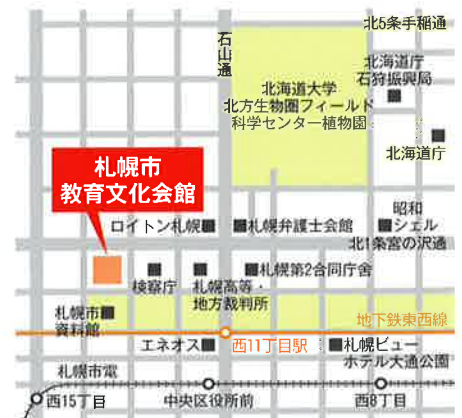 北5条手稲通
石山通
北海道庁
石狩振興局
北海道大学
北方生物圏フィールド
科学センター植物園
北海道庁
札幌市
教育文化会館
昭和
シェル
ロイトン札幌
札幌弁護士会館
北1条宮の沢通
検察庁
札幌高等・
地方裁判所
札幌第2合同庁舎
札幌市
資料館
地下鉄東西線
エネオス
西11丁目駅
札幌ビュー
ホテル大通公園
札幌市電
西15丁目
中央区役所前
西8丁目